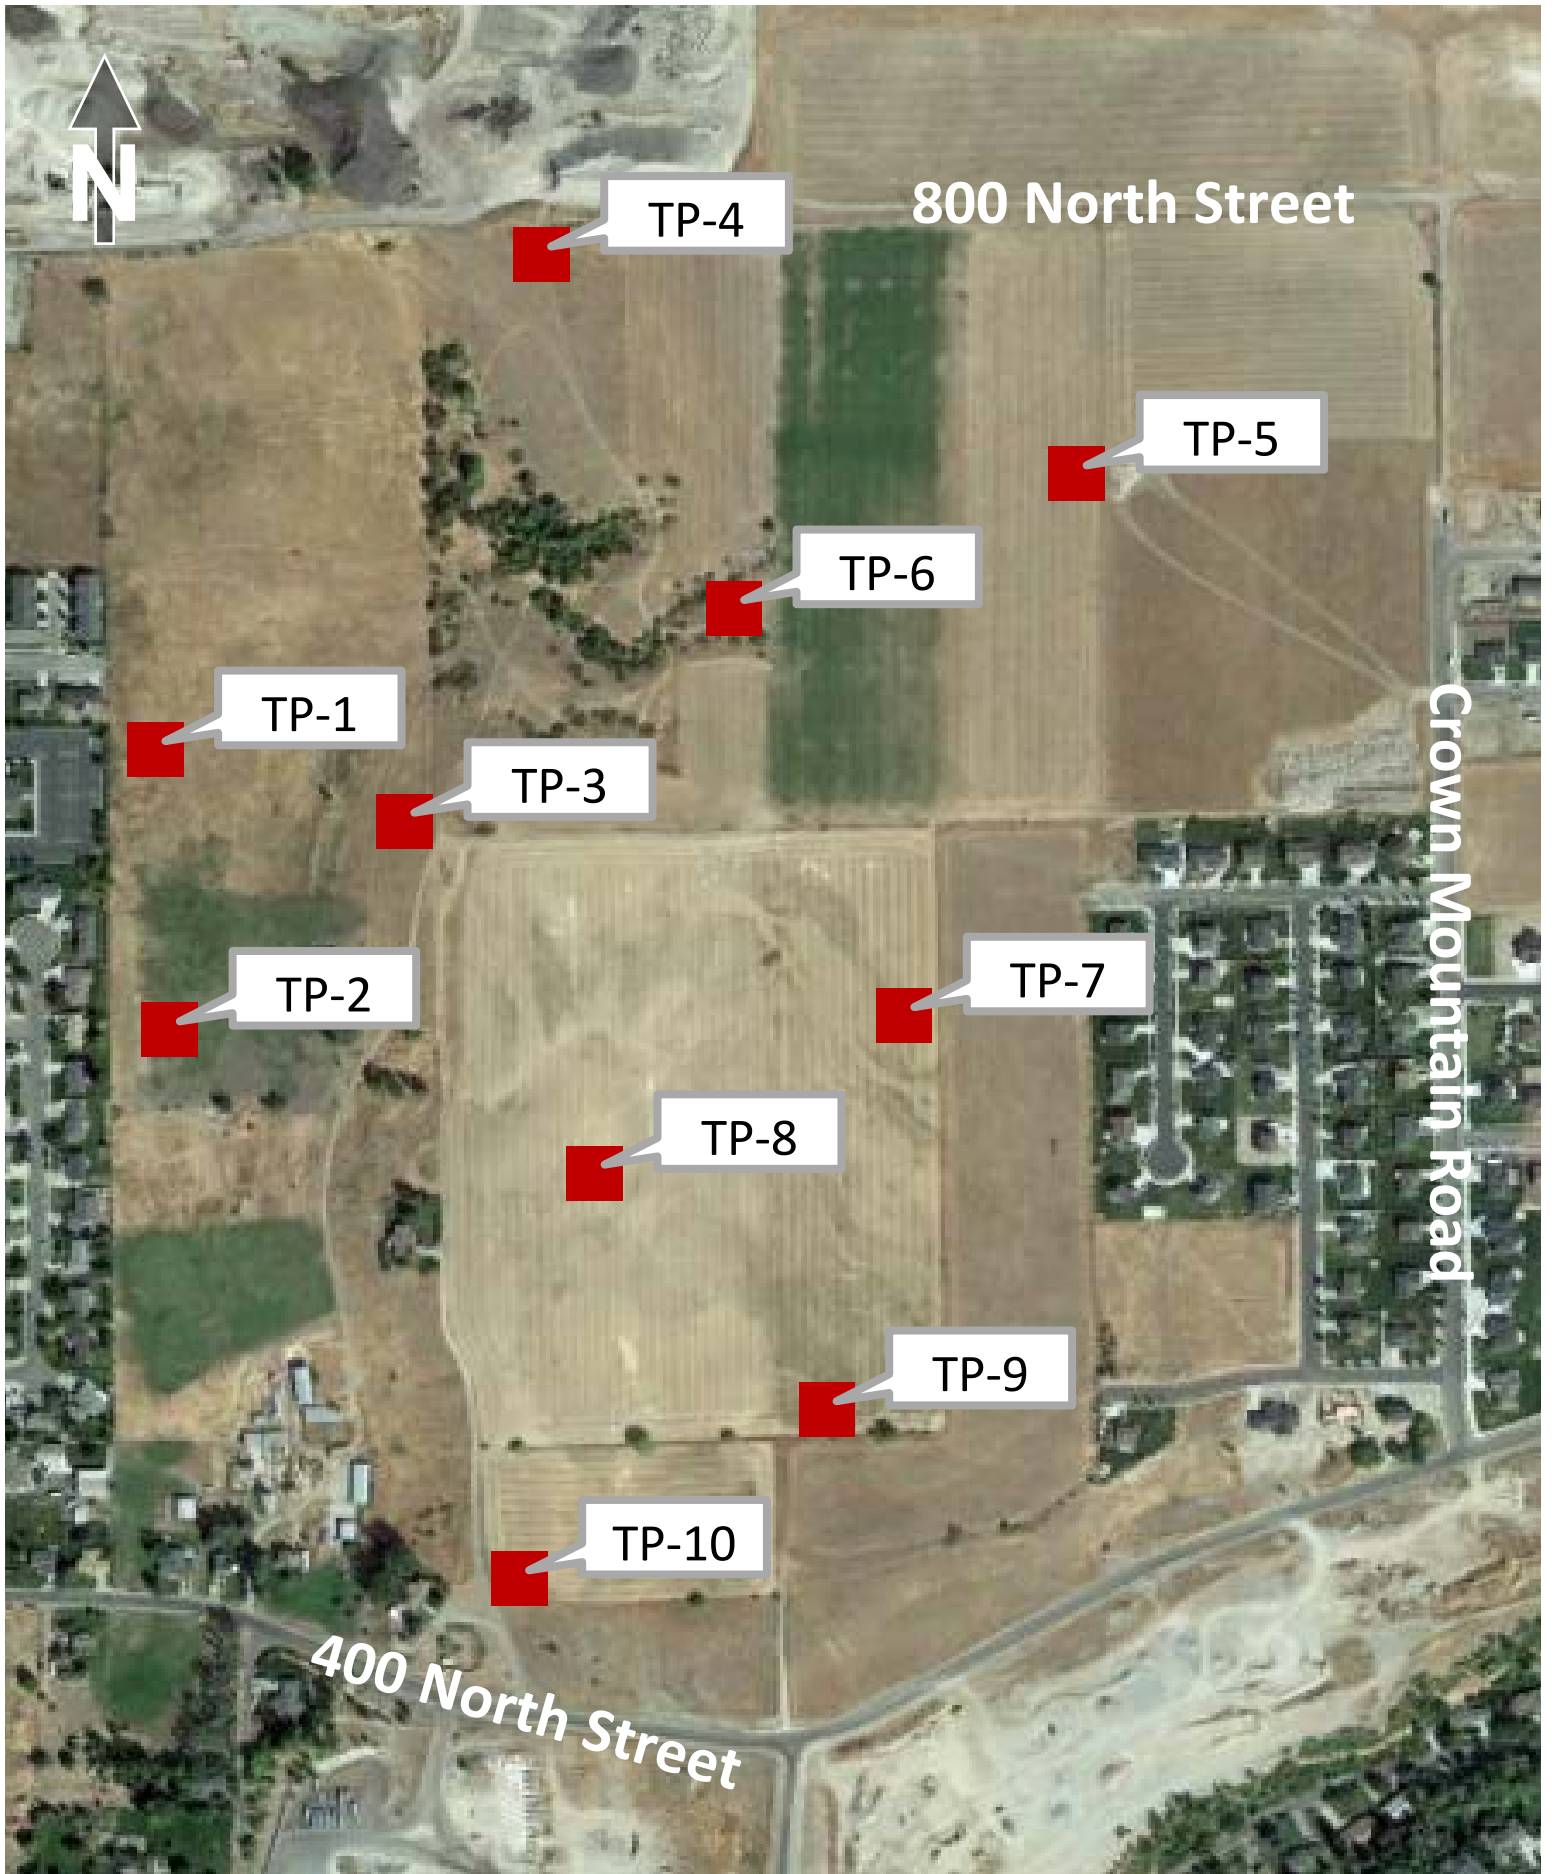 N
TP-4
800 North Street
TP-5
TP-6
TP-1
TP-3
TP-2
TP-7
Crown Mountain Road
TP-8
TP-9
TP-10
400 North Street